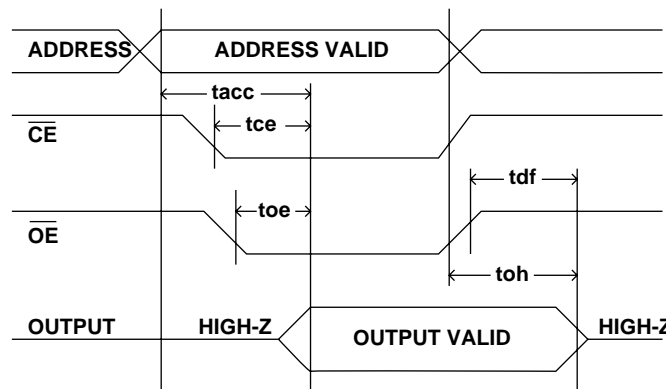 ADDRESS ADDRESS VALID
tacc
CE tce
tdf
OE toe
toh
OUTPUT HIGH-Z OUTPUT VALID HIGH-Z